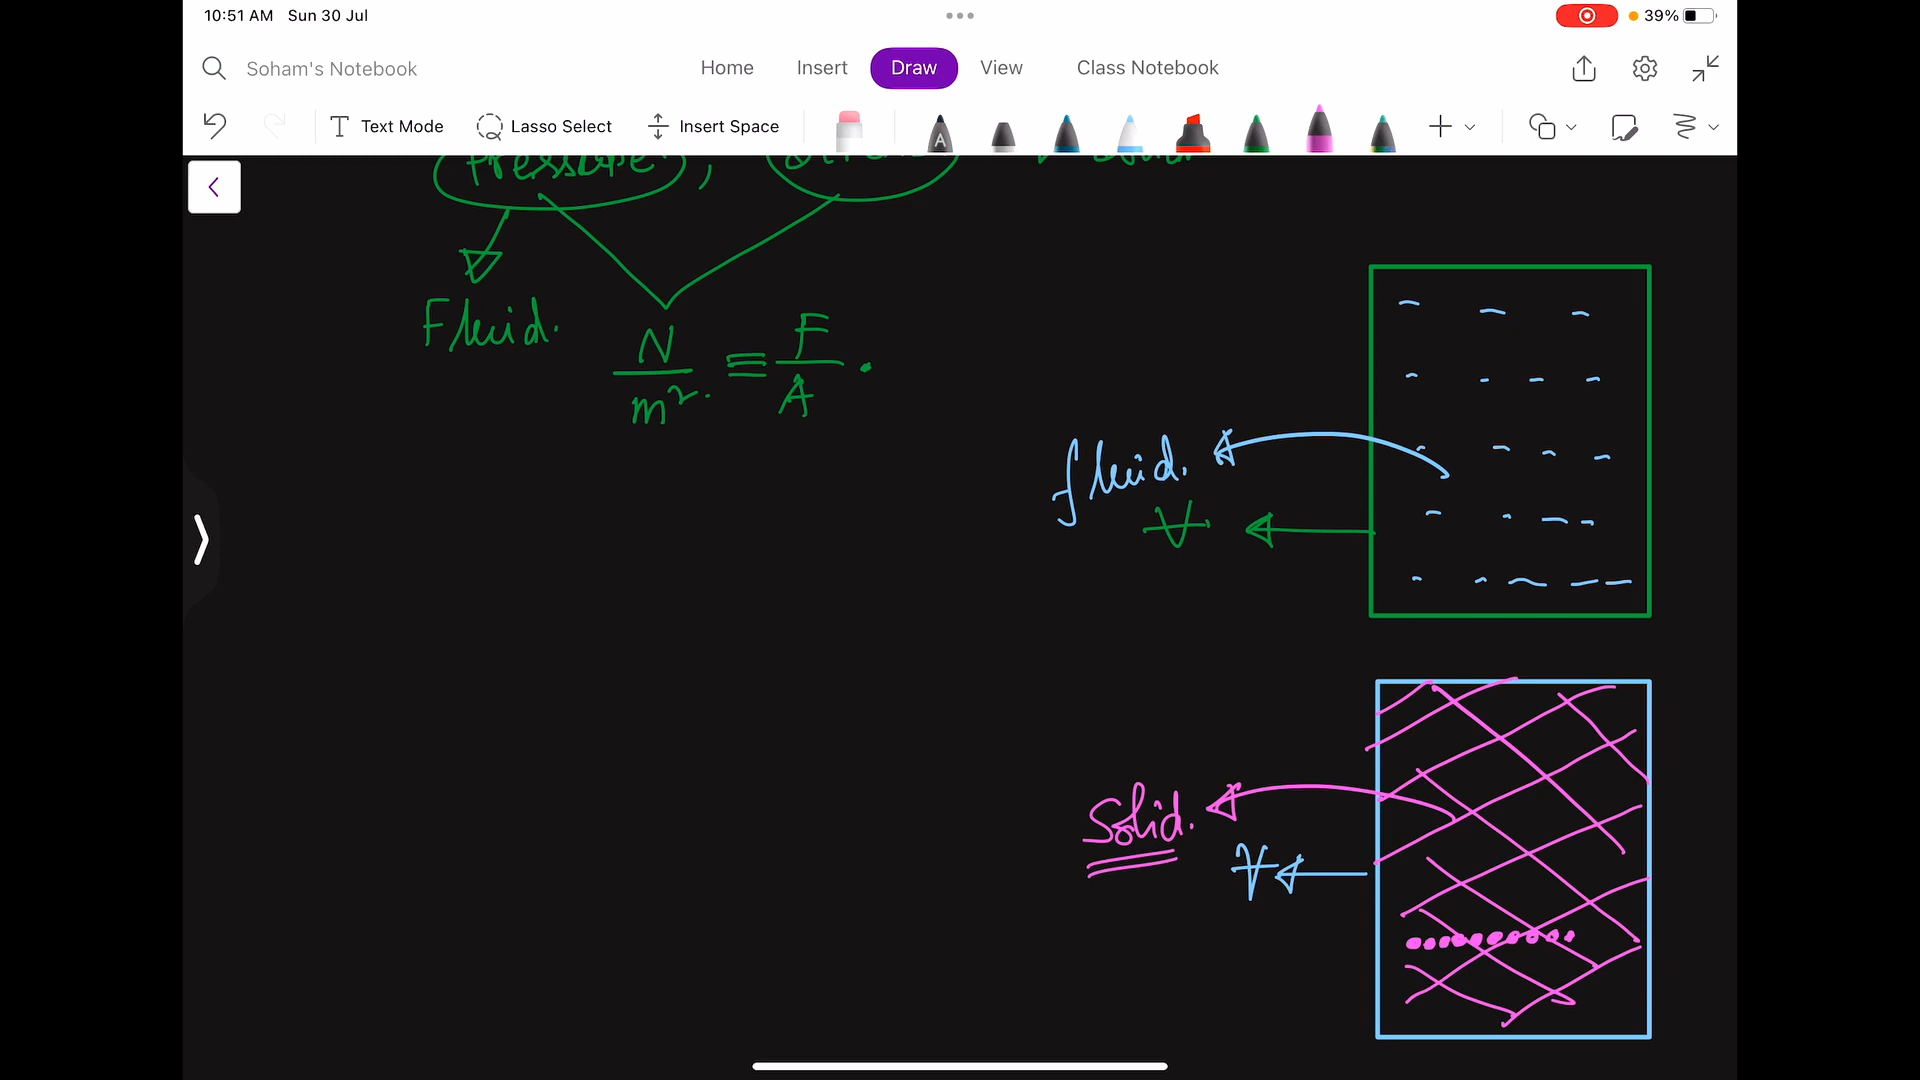 10:51 AM Sun 30 Jul
39%
Soham's Notebook
Home Insert Draw View Class Notebook
Text Mode Lasso Select Insert Space
A
Pressure,
Fluid.
N/m². ≡ F/A.
fluid.
V
Solid.
V